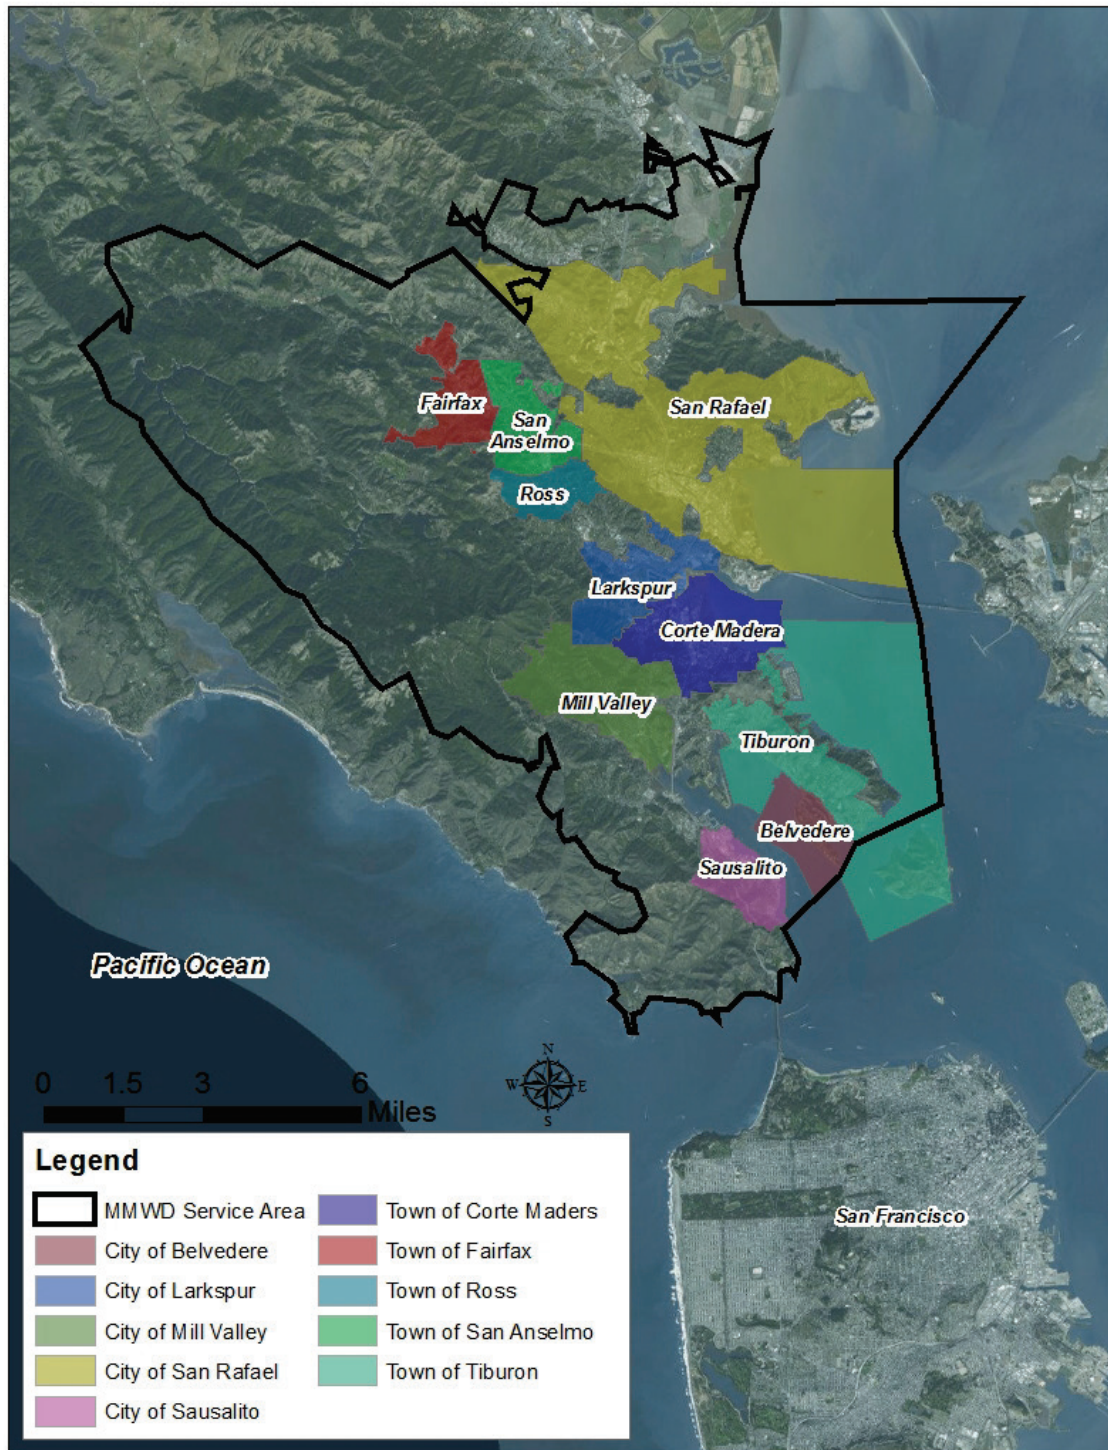 Fairfax
San
Anselmo
San Rafael
Ross
Larkspur
Corte Madera
Mill Valley
Tiburon
Belvedere
Sausalito
Pacific Ocean
N
W E
S
0 1.5 3 6
Miles
San Francisco
Legend
MMWD Service Area
City of Belvedere
City of Larkspur
City of Mill Valley
City of San Rafael
City of Sausalito
Town of Corte Maders
Town of Fairfax
Town of Ross
Town of San Anselmo
Town of Tiburon